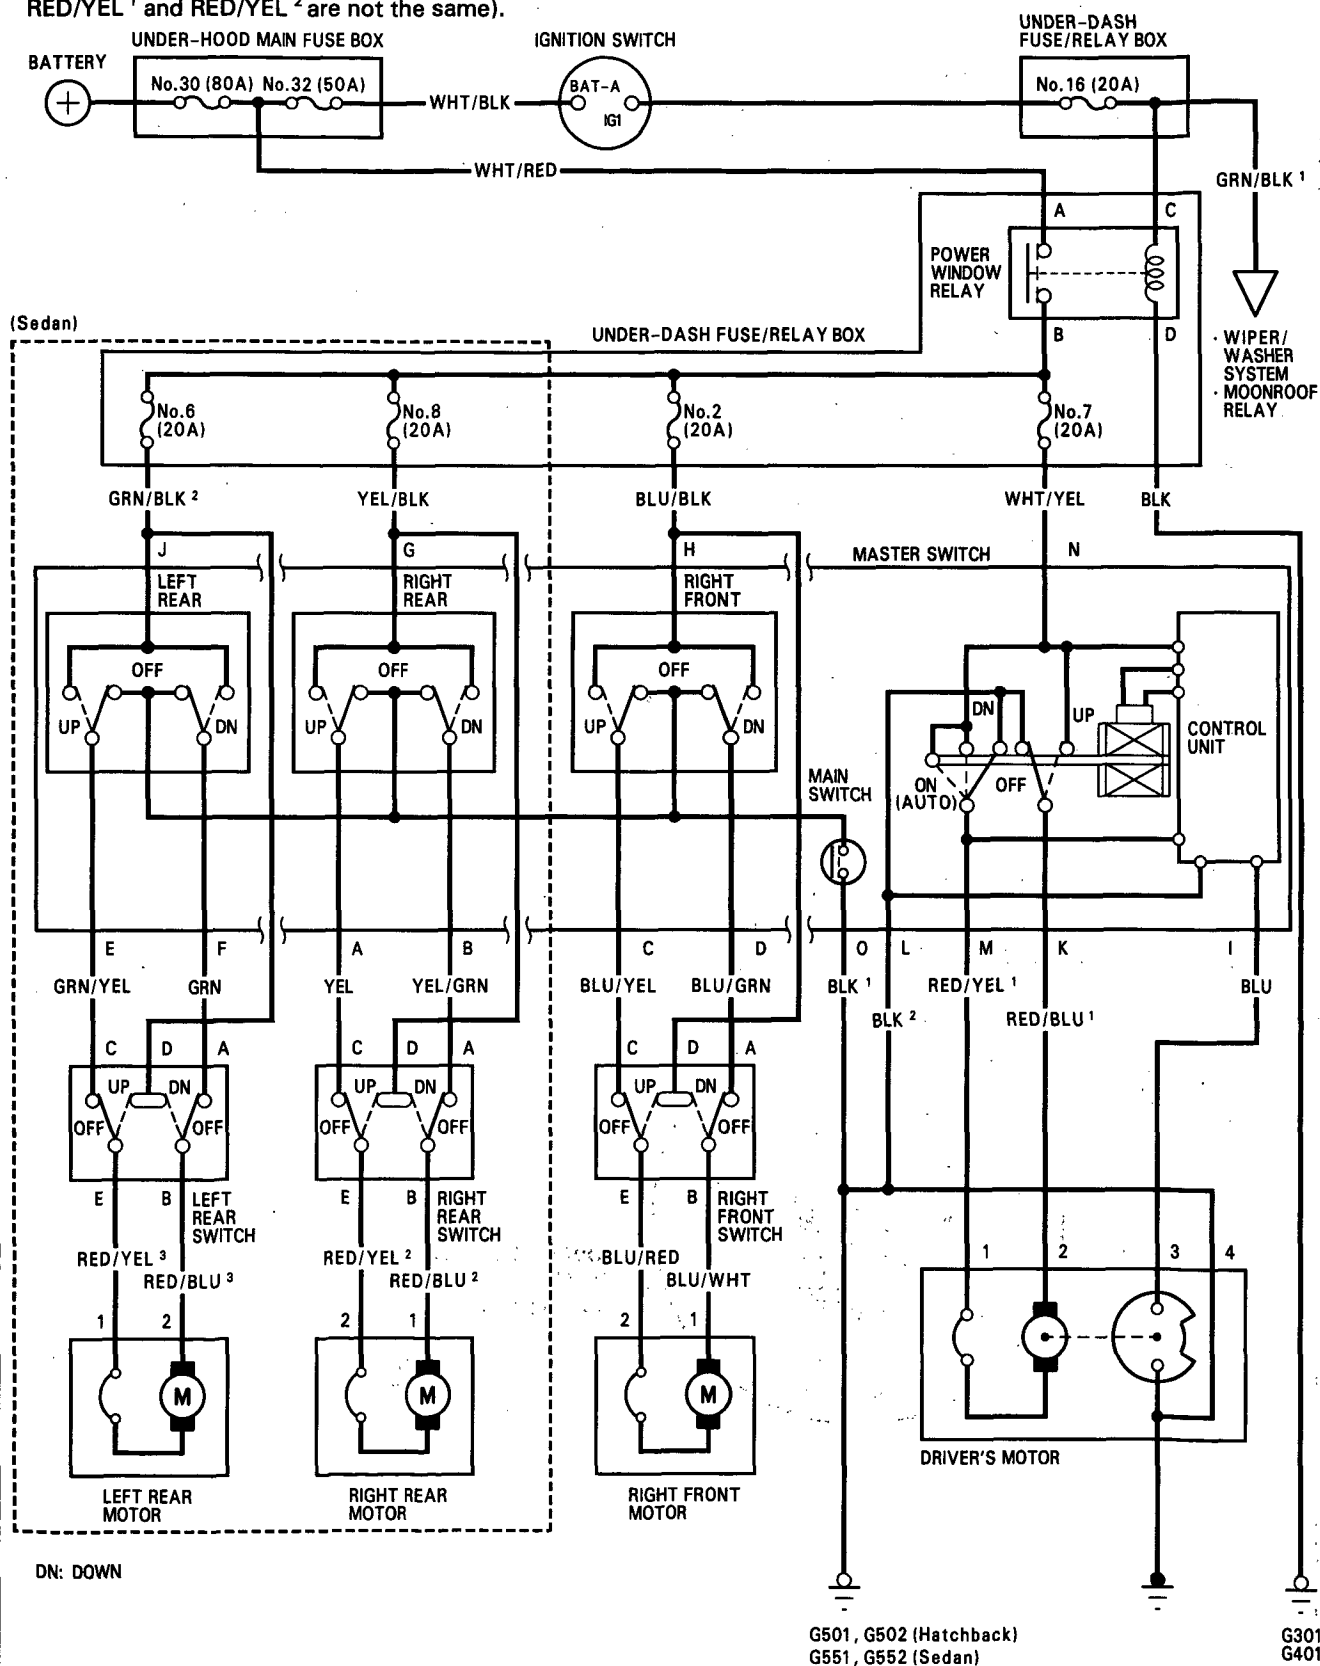 RED/YEL ¹ and RED/YEL ² are not the same).
UNDER-HOOD MAIN FUSE BOX
IGNITION SWITCH
UNDER-DASH
FUSE/RELAY BOX
BATTERY
No.30 (80A) No.32 (50A)
BAT-A
No.16 (20A)
WHT/BLK
IG1
WHT/RED
GRN/BLK ¹
A
C
POWER
WINDOW
RELAY
(Sedan)
UNDER-DASH FUSE/RELAY BOX
B
D
· WIPER/
WASHER
SYSTEM
· MOONROOF
RELAY
No.6
(20A)
No.8
(20A)
No.2
(20A)
No.7
(20A)
GRN/BLK ²
YEL/BLK
BLU/BLK
WHT/YEL
BLK
J
G
H
MASTER SWITCH
N
LEFT
REAR
RIGHT
REAR
RIGHT
FRONT
OFF
OFF
OFF
UP
DN
UP
DN
UP
DN
DN
UP
CONTROL
UNIT
MAIN
SWITCH
ON
(AUTO)
OFF
E
F
A
B
C
D
O
L
M
K
I
GRN/YEL
GRN
YEL
YEL/GRN
BLU/YEL
BLU/GRN
BLK ¹
RED/YEL ¹
BLU
BLK ²
RED/BLU ¹
C
D
A
C
D
A
C
D
A
UP
DN
UP
DN
UP
DN
OFF
OFF
OFF
OFF
OFF
OFF
E
B
LEFT
REAR
SWITCH
E
B
RIGHT
REAR
SWITCH
E
B
RIGHT
FRONT
SWITCH
RED/YEL ³
RED/BLU ³
RED/YEL ²
RED/BLU ²
BLU/RED
BLU/WHT
1
2
3
4
1
2
2
1
2
1
M
M
M
LEFT REAR
MOTOR
RIGHT REAR
MOTOR
RIGHT FRONT
MOTOR
DRIVER'S MOTOR
DN: DOWN
G501, G502 (Hatchback)
G551, G552 (Sedan)
G301
G401